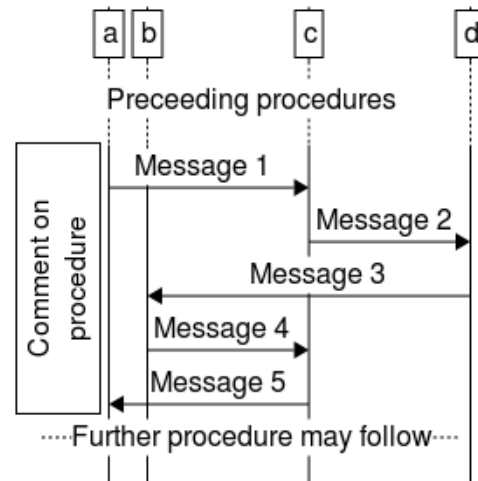 a b c d
Preceeding procedures
Comment on
procedure
Message 1
Message 2
Message 3
Message 4
Message 5
Further procedure may follow